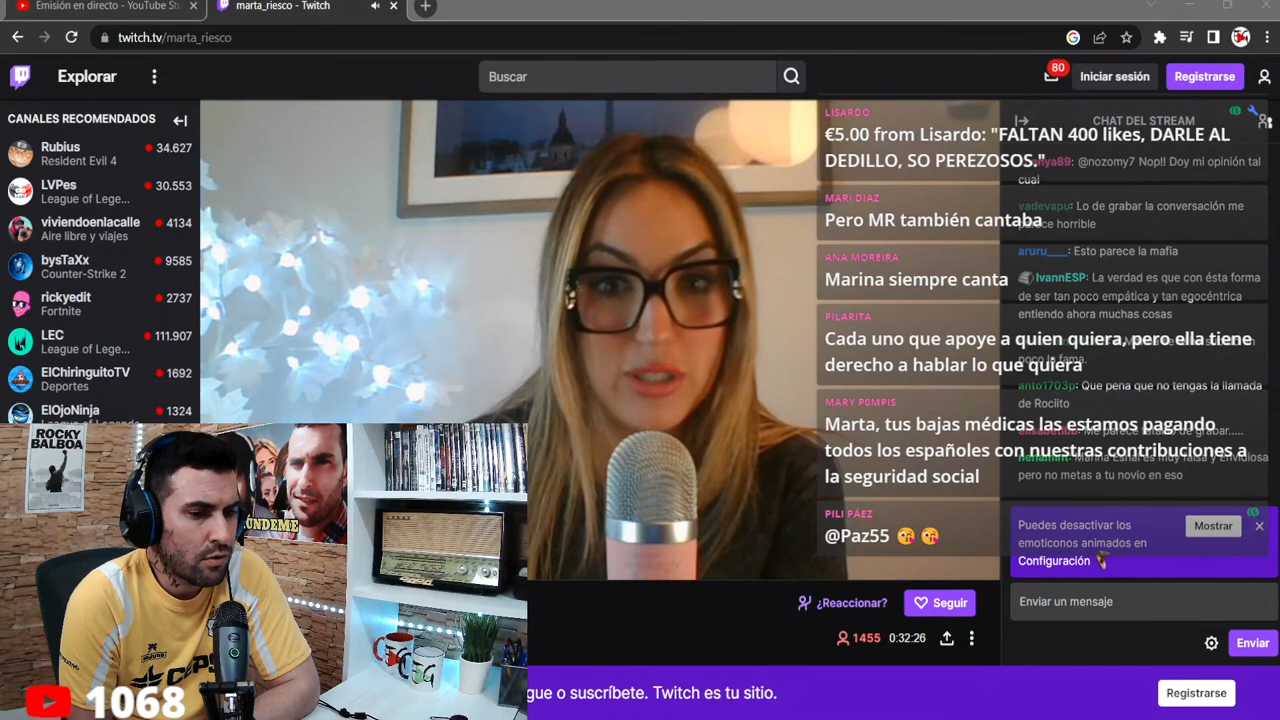 Emisión en directo - YouTube St
marta_riesco - Twitch
twitch.tv/marta_riesco
Explorar
Buscar
80
Iniciar sesión
Registrarse
CANALES RECOMENDADOS
Rubius
34.627
Resident Evil 4
LVPes
30.553
League of Lege...
viviendoenlacalle
4134
Aire libre y viajes
bysTaXx
9585
Counter-Strike 2
rickyedit
2737
Fortnite
LEC
111.907
League of Lege...
ElChiringuitoTV
1692
Deportes
ElOjoNinja
1324
LISARDO
€5.00 from Lisardo: "FALTAN 400 likes, DARLE AL
DEDILLO, SO PEREZOSOS."
MARI DIAZ
Pero MR también cantaba
ANA MOREIRA
Marina siempre canta
PILARITA
Cada uno que apoye a quien quiera, pero ella tiene
derecho a hablar lo que quiera
MARY P0MPIS
Marta, tus bajas médicas las estamos pagando
todos los españoles con nuestras contribuciones a
la seguridad social
PILI PÁEZ
@Paz55 😘 😘
CHAT DEL STREAM
: @nozomy7 Nop!! Doy mi opinión tal
cual
vadevapu: Lo de grabar la conversación me
parece horrible
aruru____: Esto parece la mafia
IvannESP: La verdad es que con ésta forma
de ser tan poco empática y tan egocéntrica
entiendo ahora muchas cosas
poco la fama.
anto1703p: Que pena que no tengas la llamada
de Rociito
grabar.....
falsa y Envidiosa
pero no metas a tu novio en eso
Puedes desactivar los
emoticonos animados en
Configuración
Mostrar
Enviar un mensaje
Enviar
¿Reaccionar?
Seguir
1455
0:32:26
ROCKY
BALBOA
ÚNDEME
1068
gue o suscríbete. Twitch es tu sitio.
Registrarse